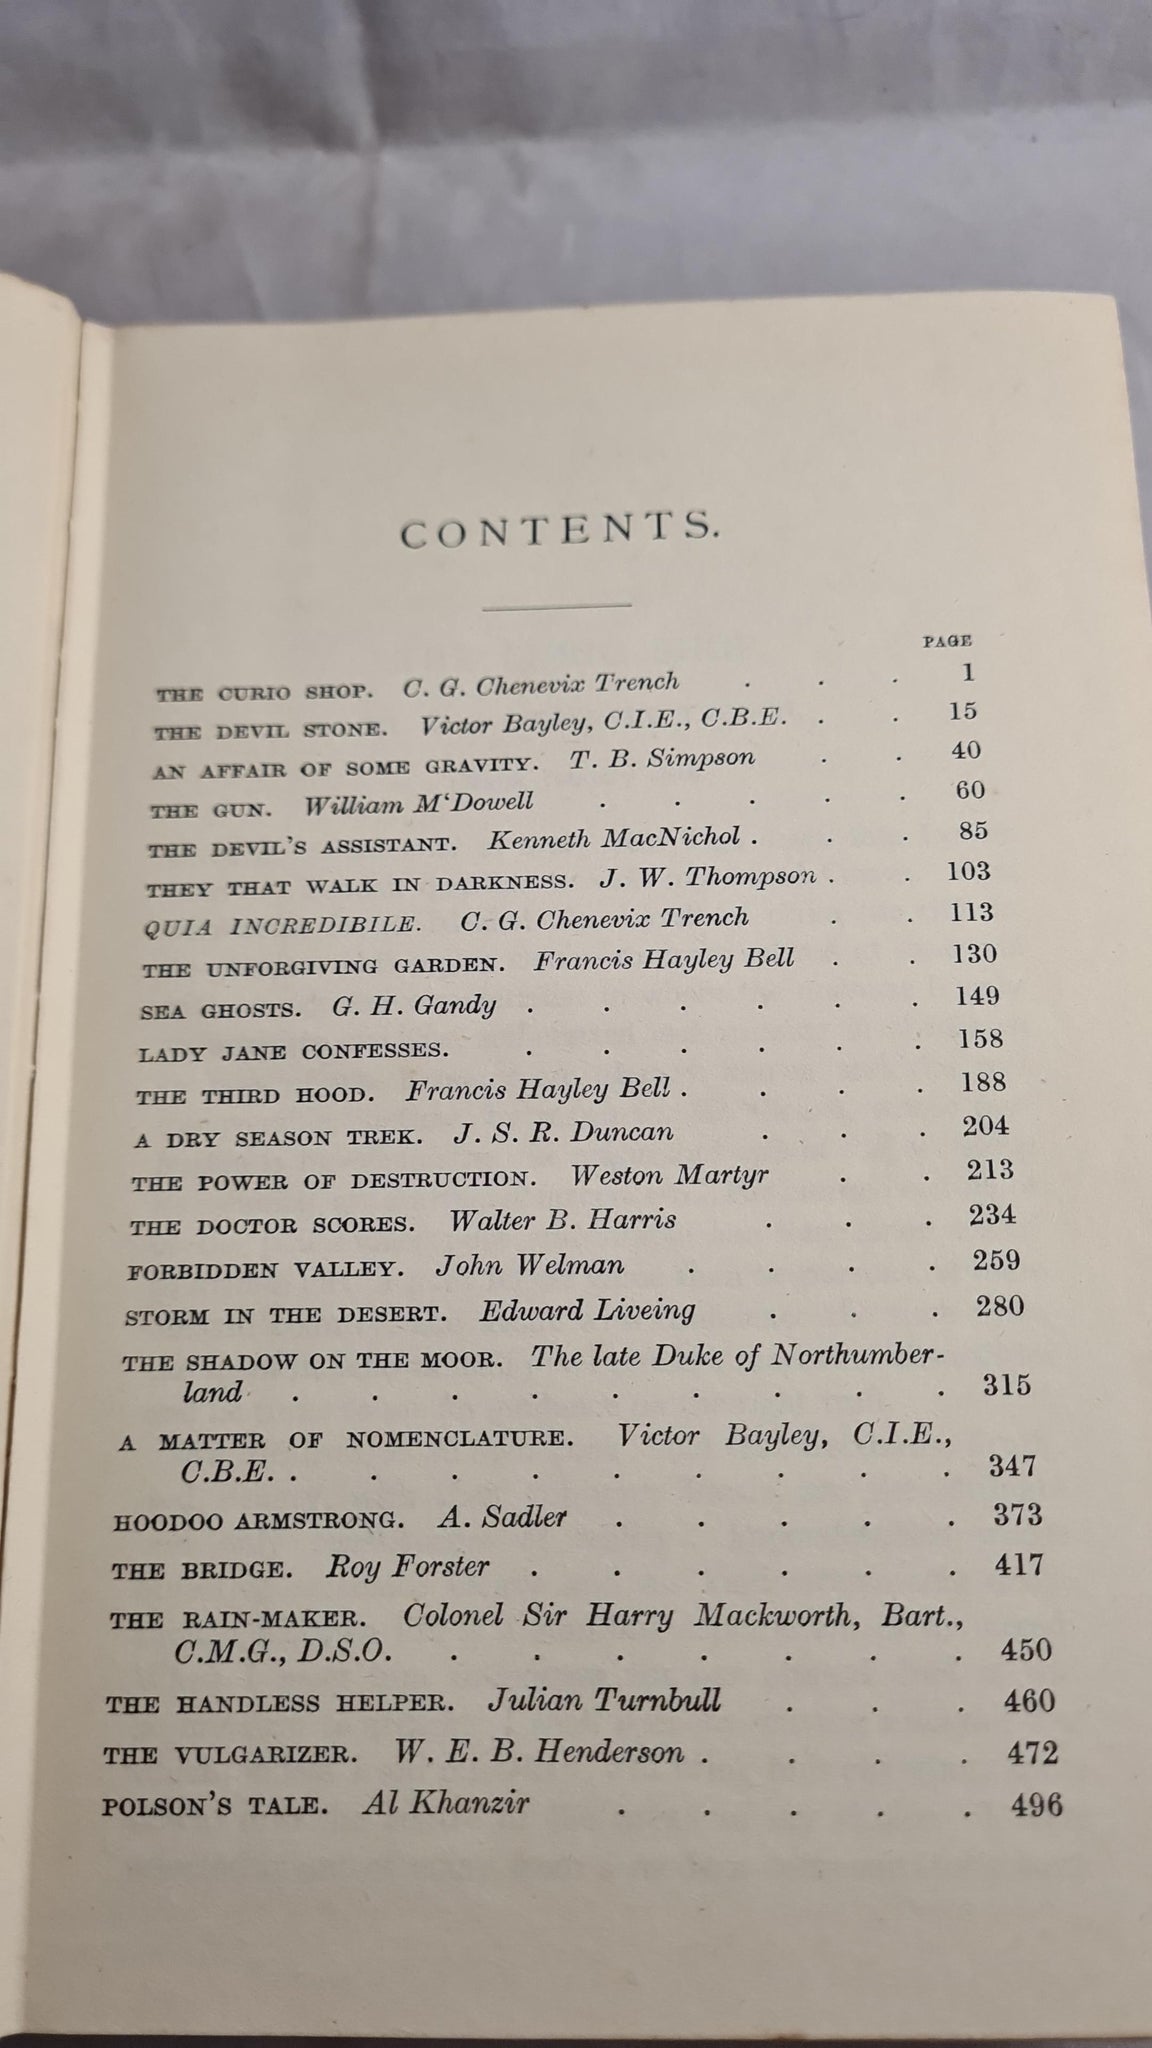 CONTENTS.
PAGE
THE CURIO SHOP. C. G. Chenevix Trench . . . 1
THE DEVIL STONE. Victor Bayley, C.I.E., C.B.E. . . 15
AN AFFAIR OF SOME GRAVITY. T. B. Simpson . . 40
THE GUN. William M‘Dowell . . . . . 60
THE DEVIL'S ASSISTANT. Kenneth MacNichol . . . 85
THEY THAT WALK IN DARKNESS. J. W. Thompson . . 103
QUIA INCREDIBILE. C. G. Chenevix Trench . . 113
THE UNFORGIVING GARDEN. Francis Hayley Bell . . 130
SEA GHOSTS. G. H. Gandy . . . . . . 149
LADY JANE CONFESSES. . . . . . . 158
THE THIRD HOOD. Francis Hayley Bell . . . . 188
A DRY SEASON TREK. J. S. R. Duncan . . . 204
THE POWER OF DESTRUCTION. Weston Martyr . . 213
THE DOCTOR SCORES. Walter B. Harris . . . 234
FORBIDDEN VALLEY. John Welman . . . . 259
STORM IN THE DESERT. Edward Liveing . . . 280
THE SHADOW ON THE MOOR. The late Duke of Northumber-
land . . . . . . . . . 315
A MATTER OF NOMENCLATURE. Victor Bayley, C.I.E.,
C.B.E. . . . . . . . . . 347
HOODOO ARMSTRONG. A. Sadler . . . . . 373
THE BRIDGE. Roy Forster . . . . . . 417
THE RAIN-MAKER. Colonel Sir Harry Mackworth, Bart.,
C.M.G., D.S.O. . . . . . . . 450
THE HANDLESS HELPER. Julian Turnbull . . . 460
THE VULGARIZER. W. E. B. Henderson . . . . 472
POLSON'S TALE. Al Khanzir . . . . . 496